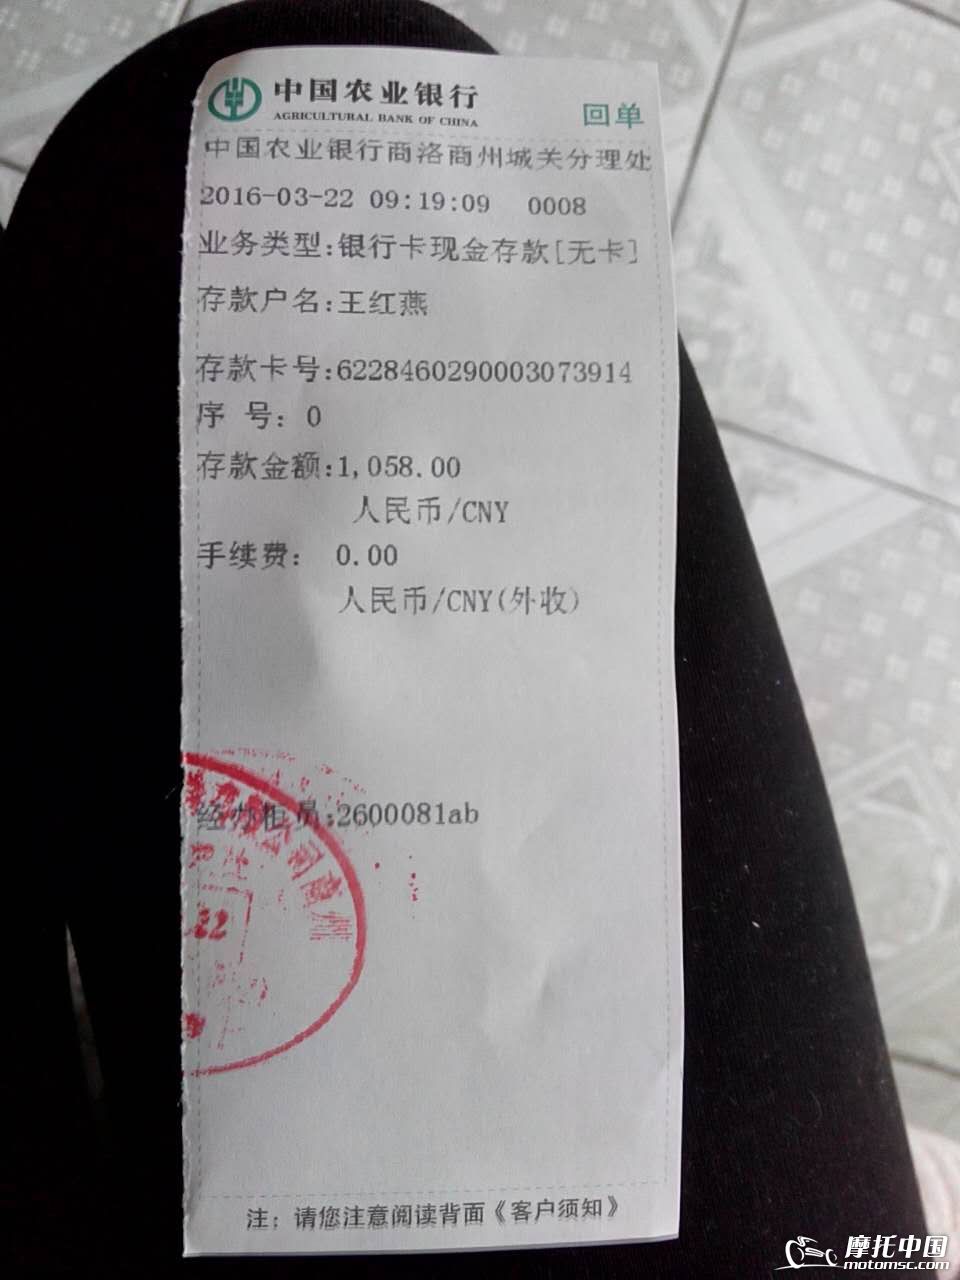 中国农业银行
AGRICULTURAL BANK OF CHINA
回单
中国农业银行商洛商州城关分理处
2016-03-22 09:19:09 0008
业务类型:银行卡现金存款[无卡]
存款户名:王红燕
存款卡号:6228460290003073914
序 号: 0
存款金额:1,058.00
人民币/CNY
手续费: 0.00
人民币/CNY(外收)
经办柜员:2600081ab
公司商州
.22
注：请您注意阅读背面《客户须知》
摩托中国
motomsc.com